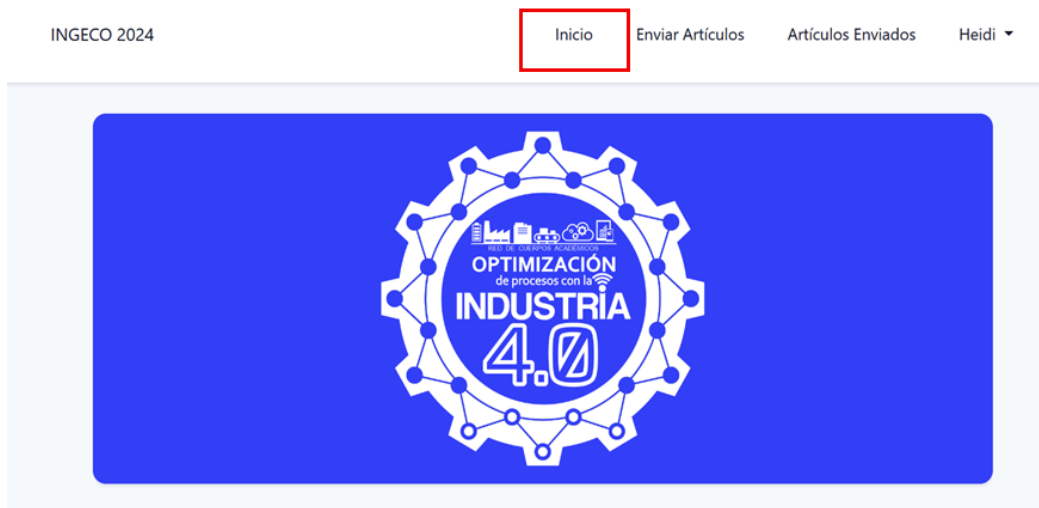 INGECO 2024 Inicio Enviar Artículos Artículos Enviados Heidi
RED DE CUERPOS ACADÉMICOS
OPTIMIZACIÓN
de procesos con la
INDUSTRIA
4.0